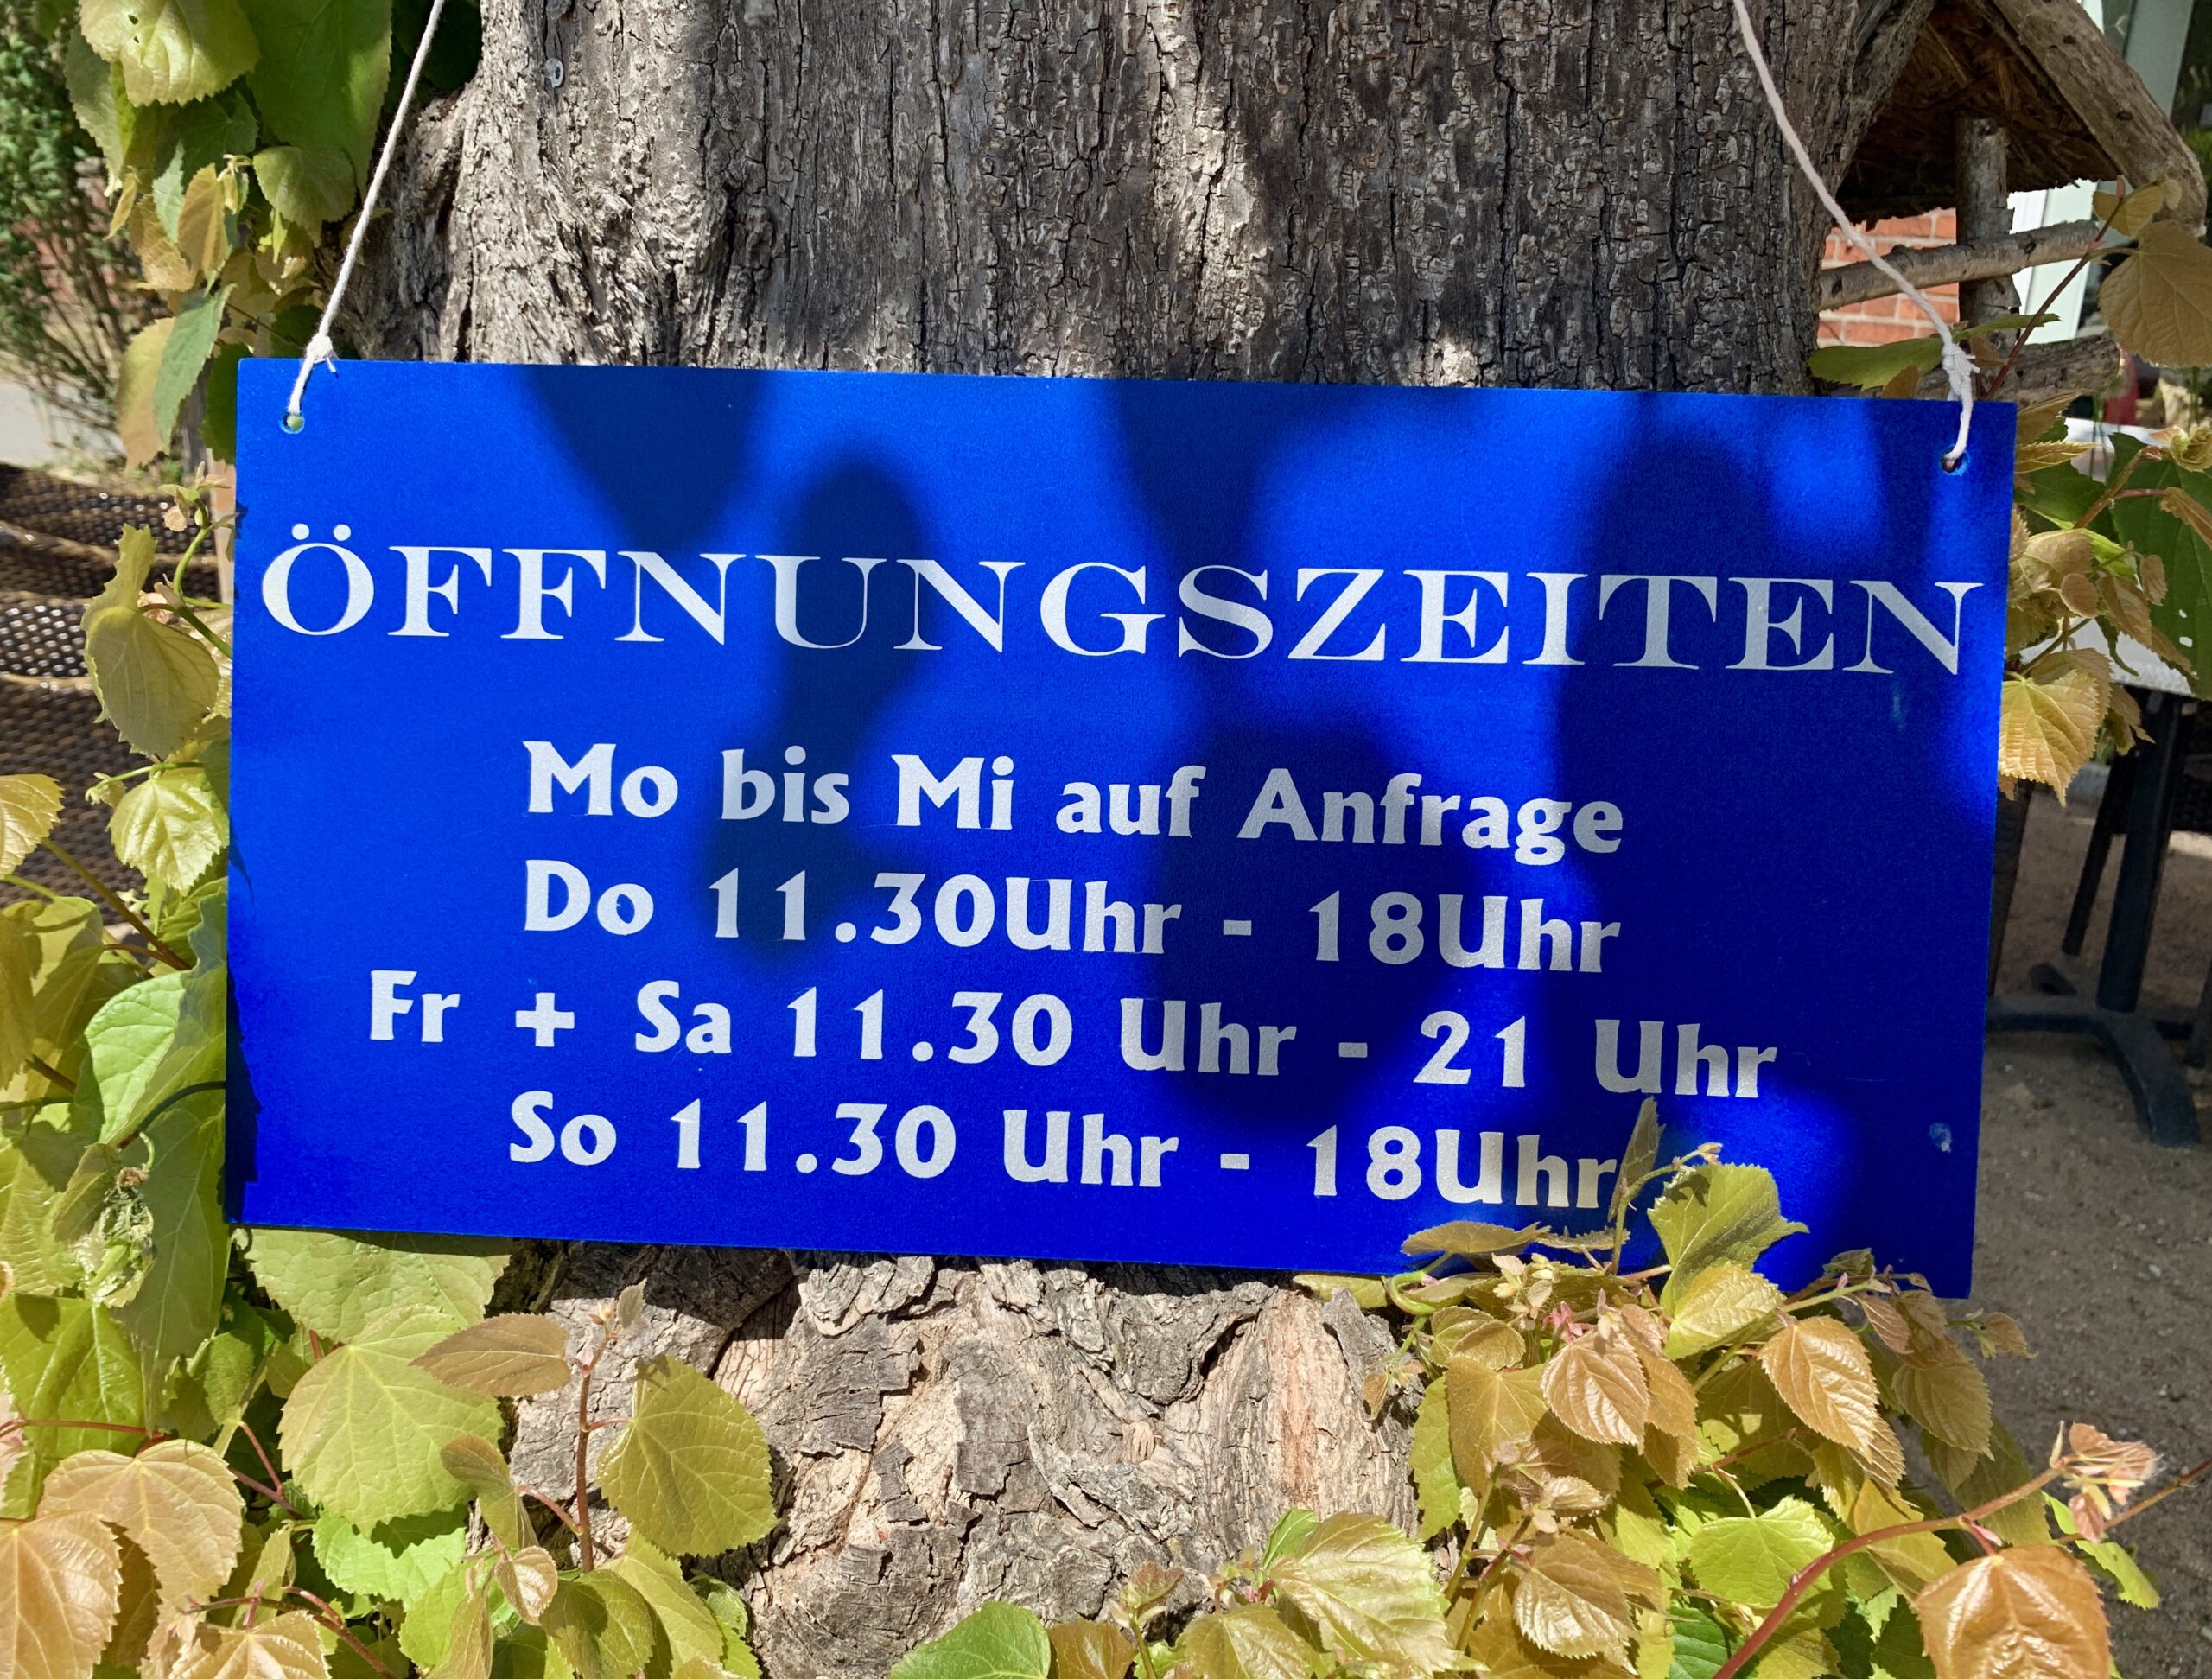 ÖFFNUNGSZEITEN
Mo bis Mi auf Anfrage
Do 11.30Uhr - 18Uhr
Fr + Sa 11.30 Uhr - 21 Uhr
So 11.30 Uhr - 18Uhr